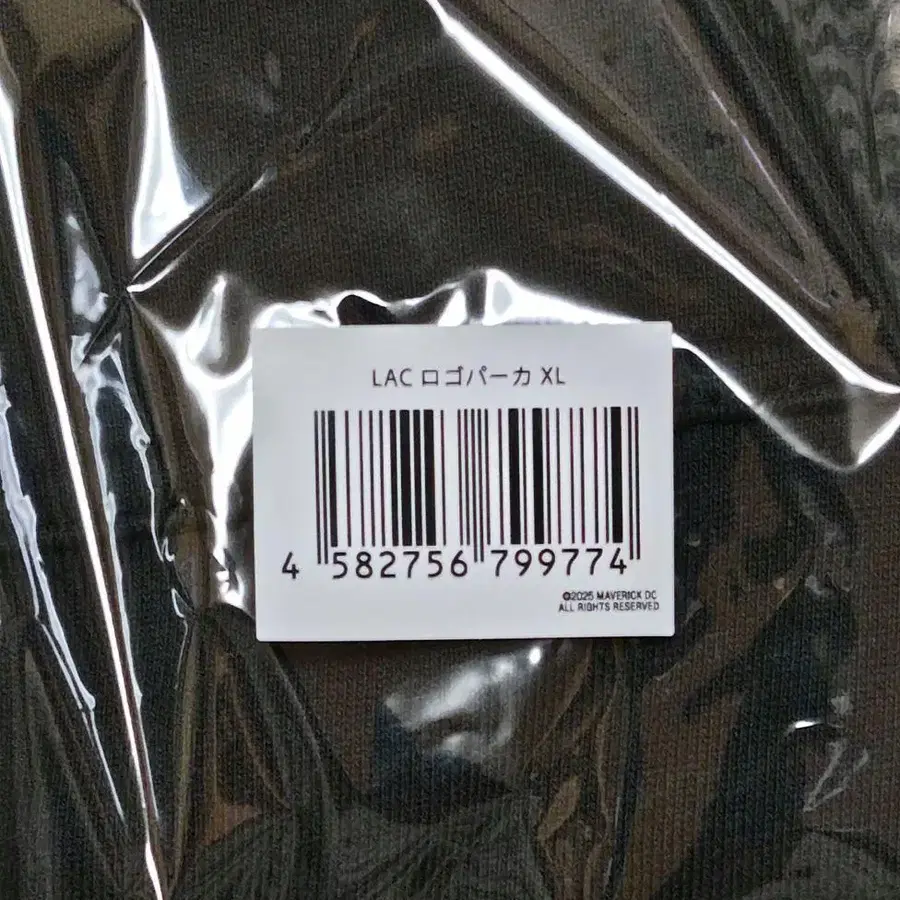 LAC ロゴパーカ XL
4 582756 799774
©2025 MAVERICK DC
ALL RIGHTS RESERVED